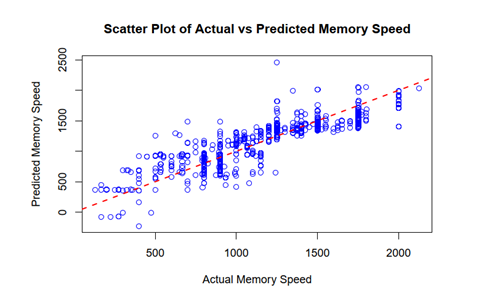 Scatter Plot of Actual vs Predicted Memory Speed
Predicted Memory Speed
2500
1500
500
0
500
1000
1500
2000
Actual Memory Speed